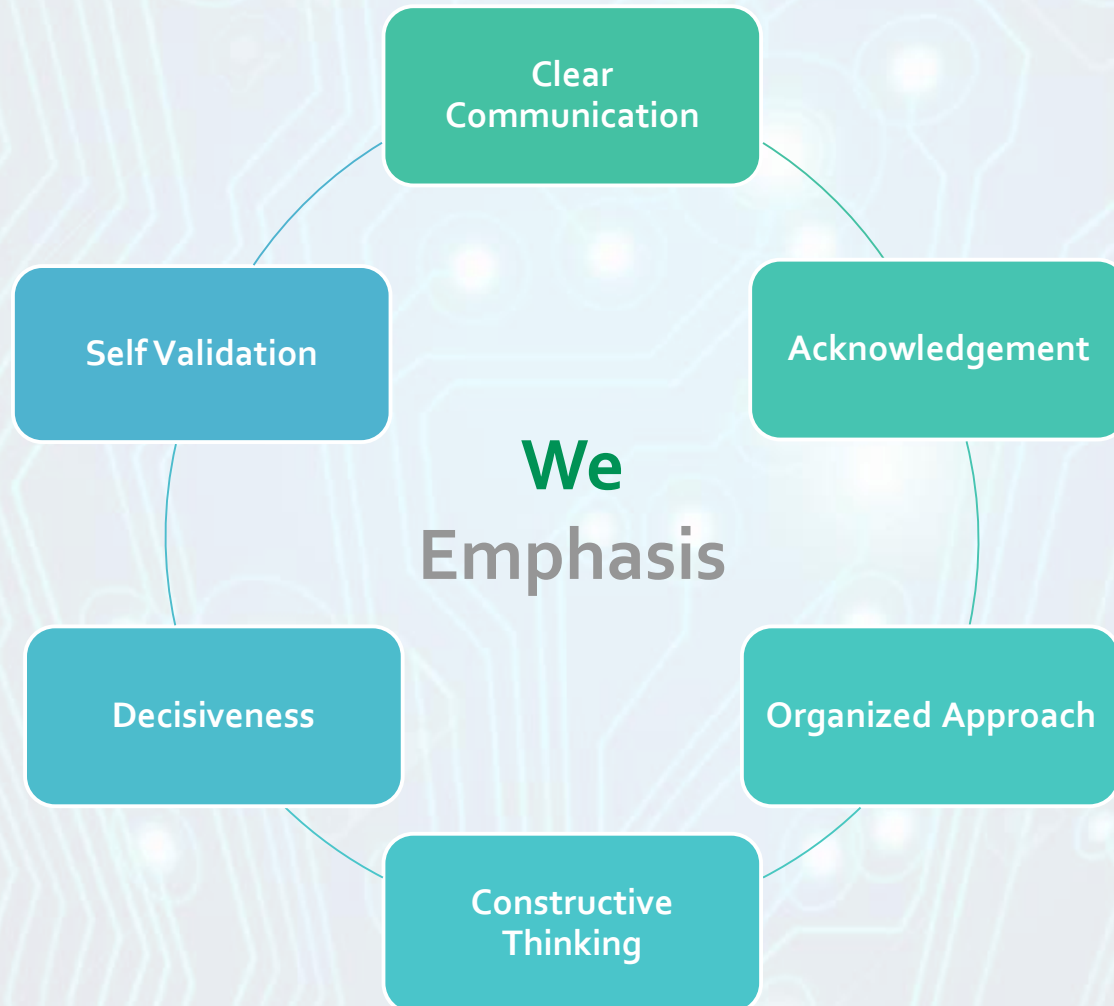 Clear
Communication
Acknowledgement
Organized Approach
Constructive
Thinking
Decisiveness
Self Validation
We
Emphasis